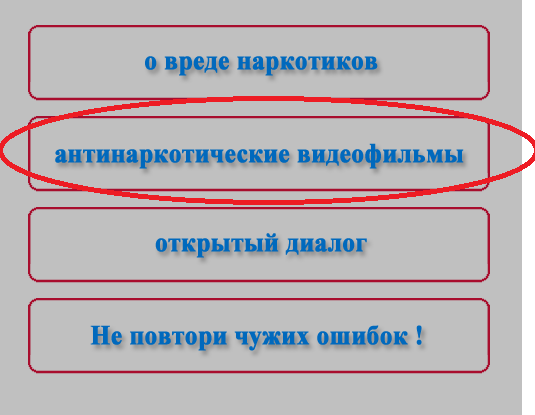 о вреде наркотиков
антинаркотические видеофильмы
открытый диалог
Не повтори чужих ошибок !